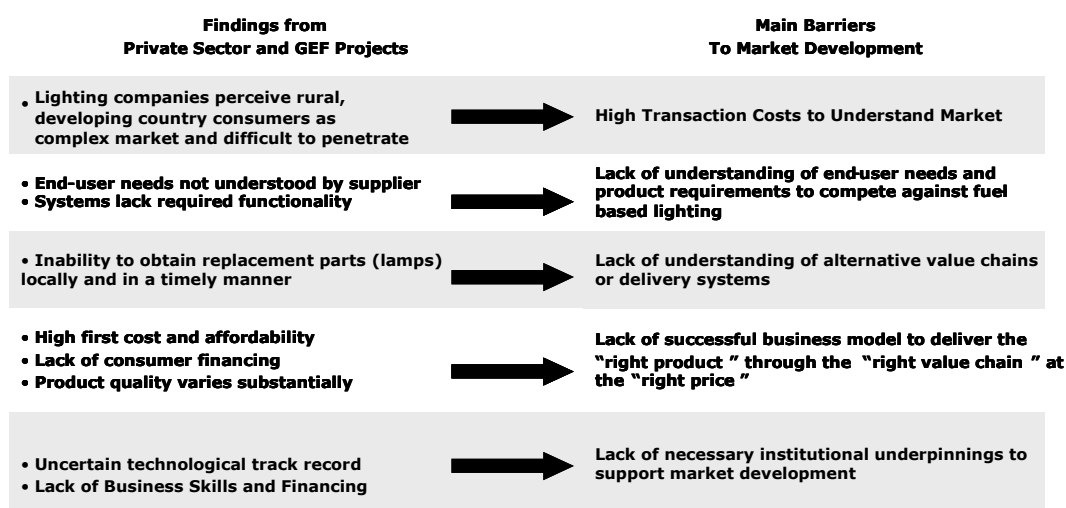 Findings from
Private Sector and GEF Projects
Main Barriers
To Market Development
• Lighting companies perceive rural,
developing country consumers as
complex market and difficult to penetrate
High Transaction Costs to Understand Market
• End-user needs not understood by supplier
• Systems lack required functionality
Lack of understanding of end-user needs and
product requirements to compete against fuel
based lighting
• Inability to obtain replacement parts (lamps)
locally and in a timely manner
Lack of understanding of alternative value chains
or delivery systems
• High first cost and affordability
• Lack of consumer financing
• Product quality varies substantially
Lack of successful business model to deliver the
“right product ” through the “right value chain ” at
the “right price ”
• Uncertain technological track record
• Lack of Business Skills and Financing
Lack of necessary institutional underpinnings to
support market development